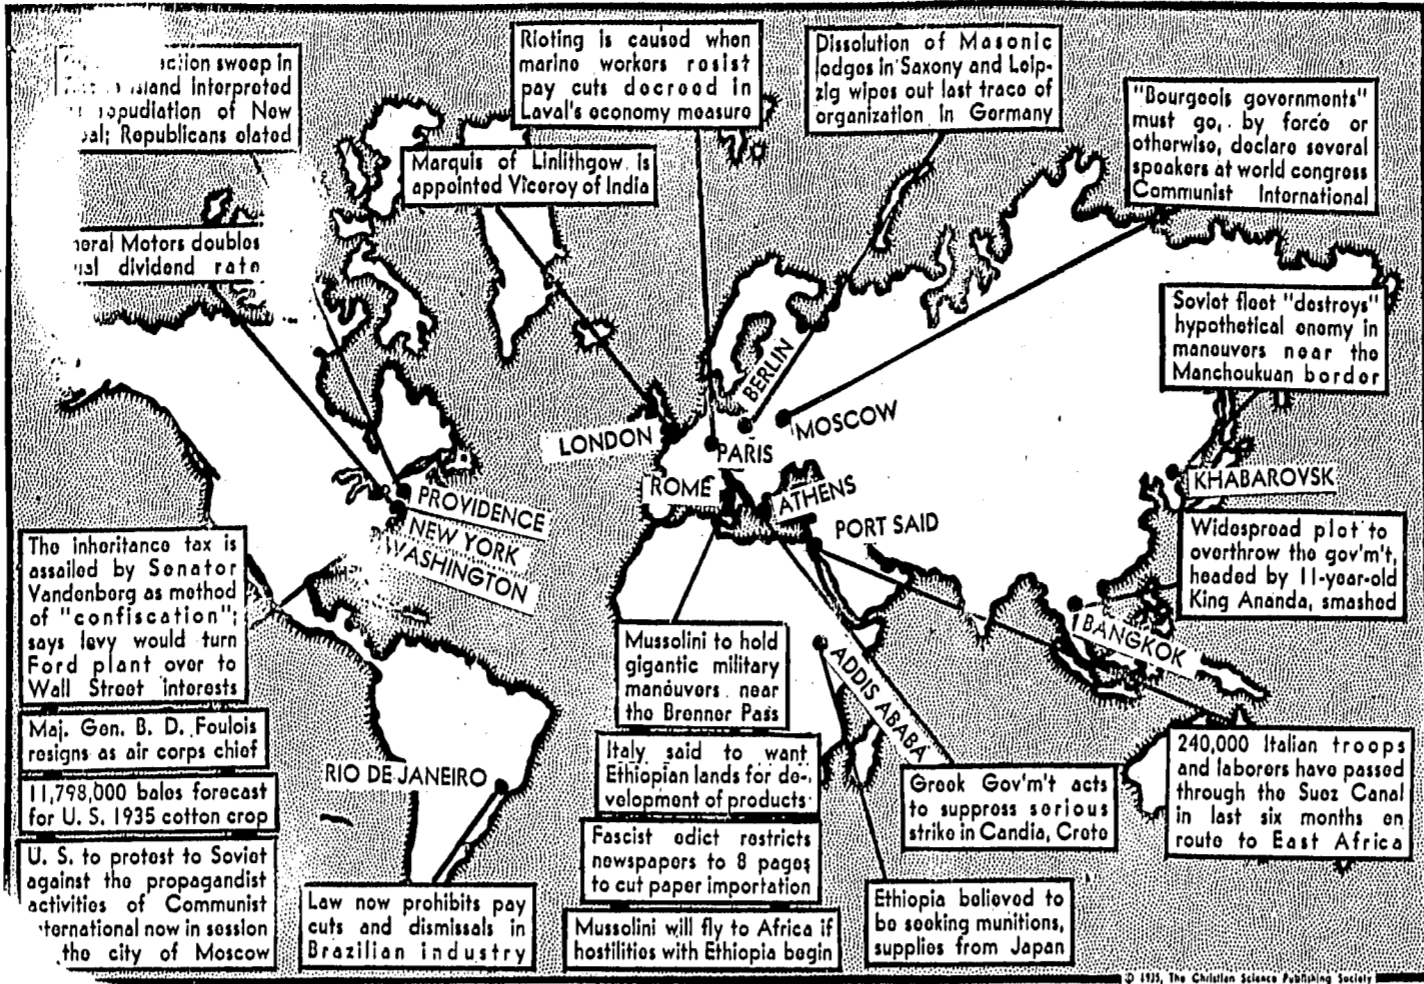 action sweep in
Island interpreted
repudiation of New
Deal; Republicans elated
General Motors doubles
dividend rate
Rioting is caused when
marine workers resist
pay cuts decreed in
Laval's economy measure
Marquis of Linlithgow is
appointed Viceroy of India
Dissolution of Masonic
lodges in Saxony and Leip-
zig wipes out last trace of
organization in Germany
"Bourgeois governments"
must go, by force or
otherwise, declare several
speakers at world congress
Communist International
Soviet fleet "destroys"
hypothetical enemy in
maneuvers near the
Manchoukuan border
LONDON
PARIS
BERLIN
MOSCOW
ROME
ATHENS
PORT SAID
KHABAROVSK
PROVIDENCE
NEW YORK
WASHINGTON
BANGKOK
ADDIS ABABA
RIO DE JANEIRO
Widespread plot to
overthrow the gov'm't,
headed by 11-year-old
King Ananda, smashed
The inheritance tax is
assailed by Senator
Vandenberg as method
of "confiscation";
says levy would turn
Ford plant over to
Wall Street interests
Maj. Gen. B. D. Foulois
resigns as air corps chief
11,798,000 bales forecast
for U. S. 1935 cotton crop
U. S. to protest to Soviet
against the propagandist
activities of Communist
International now in session
the city of Moscow
Law now prohibits pay
cuts and dismissals in
Brazilian industry
Mussolini to hold
gigantic military
maneuvers near
the Brenner Pass
Italy said to want
Ethiopian lands for de-
velopment of products
Fascist edict restricts
newspapers to 8 pages
to cut paper importation
Mussolini will fly to Africa if
hostilities with Ethiopia begin
Ethiopia believed to
be seeking munitions,
supplies from Japan
Greek Gov'm't acts
to suppress serious
strike in Candia, Crete
240,000 Italian troops
and laborers have passed
through the Suez Canal
in last six months en
route to East Africa
© 1935, The Christian Science Publishing Society